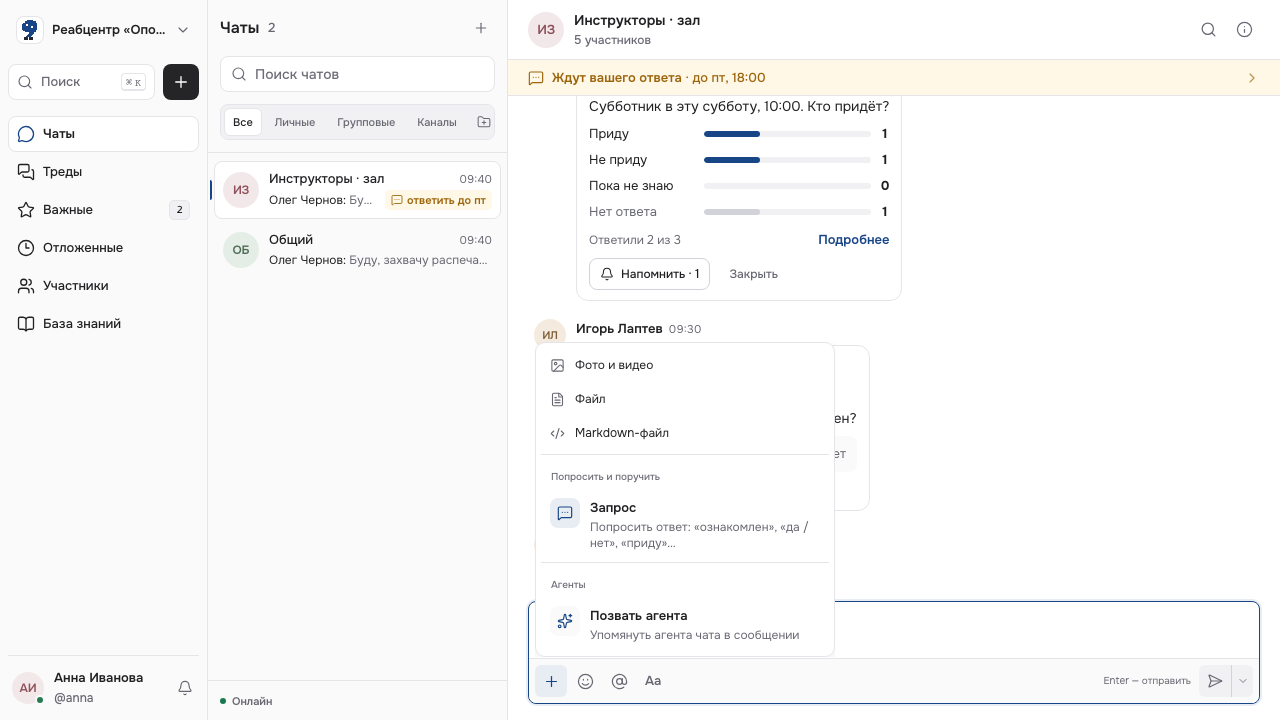 Реабцентр «Опо...
Поиск
⌘ K
Чаты
Треды
Важные
2
Отложенные
Участники
База знаний
АИ
Анна Иванова
@anna
Чаты 2
Поиск чатов
Все
Личные
Групповые
Каналы
ИЗ
Инструкторы · зал
09:40
Олег Чернов: Бу...
ответить до пт
ОБ
Общий
09:40
Олег Чернов: Буду, захвачу распеча...
Онлайн
ИЗ
Инструкторы · зал
5 участников
Ждут вашего ответа · до пт, 18:00
Субботник в эту субботу, 10:00. Кто придёт?
Приду
1
Не приду
1
Пока не знаю
0
Нет ответа
1
Ответили 2 из 3
Подробнее
Напомнить · 1
Закрыть
ИЛ
Игорь Лаптев 09:30
ен?
ет
Фото и видео
Файл
Markdown-файл
Попросить и поручить
Запрос
Попросить ответ: «ознакомлен», «да /
нет», «приду»...
Агенты
Позвать агента
Упомянуть агента чата в сообщении
Aa
Enter — отправить